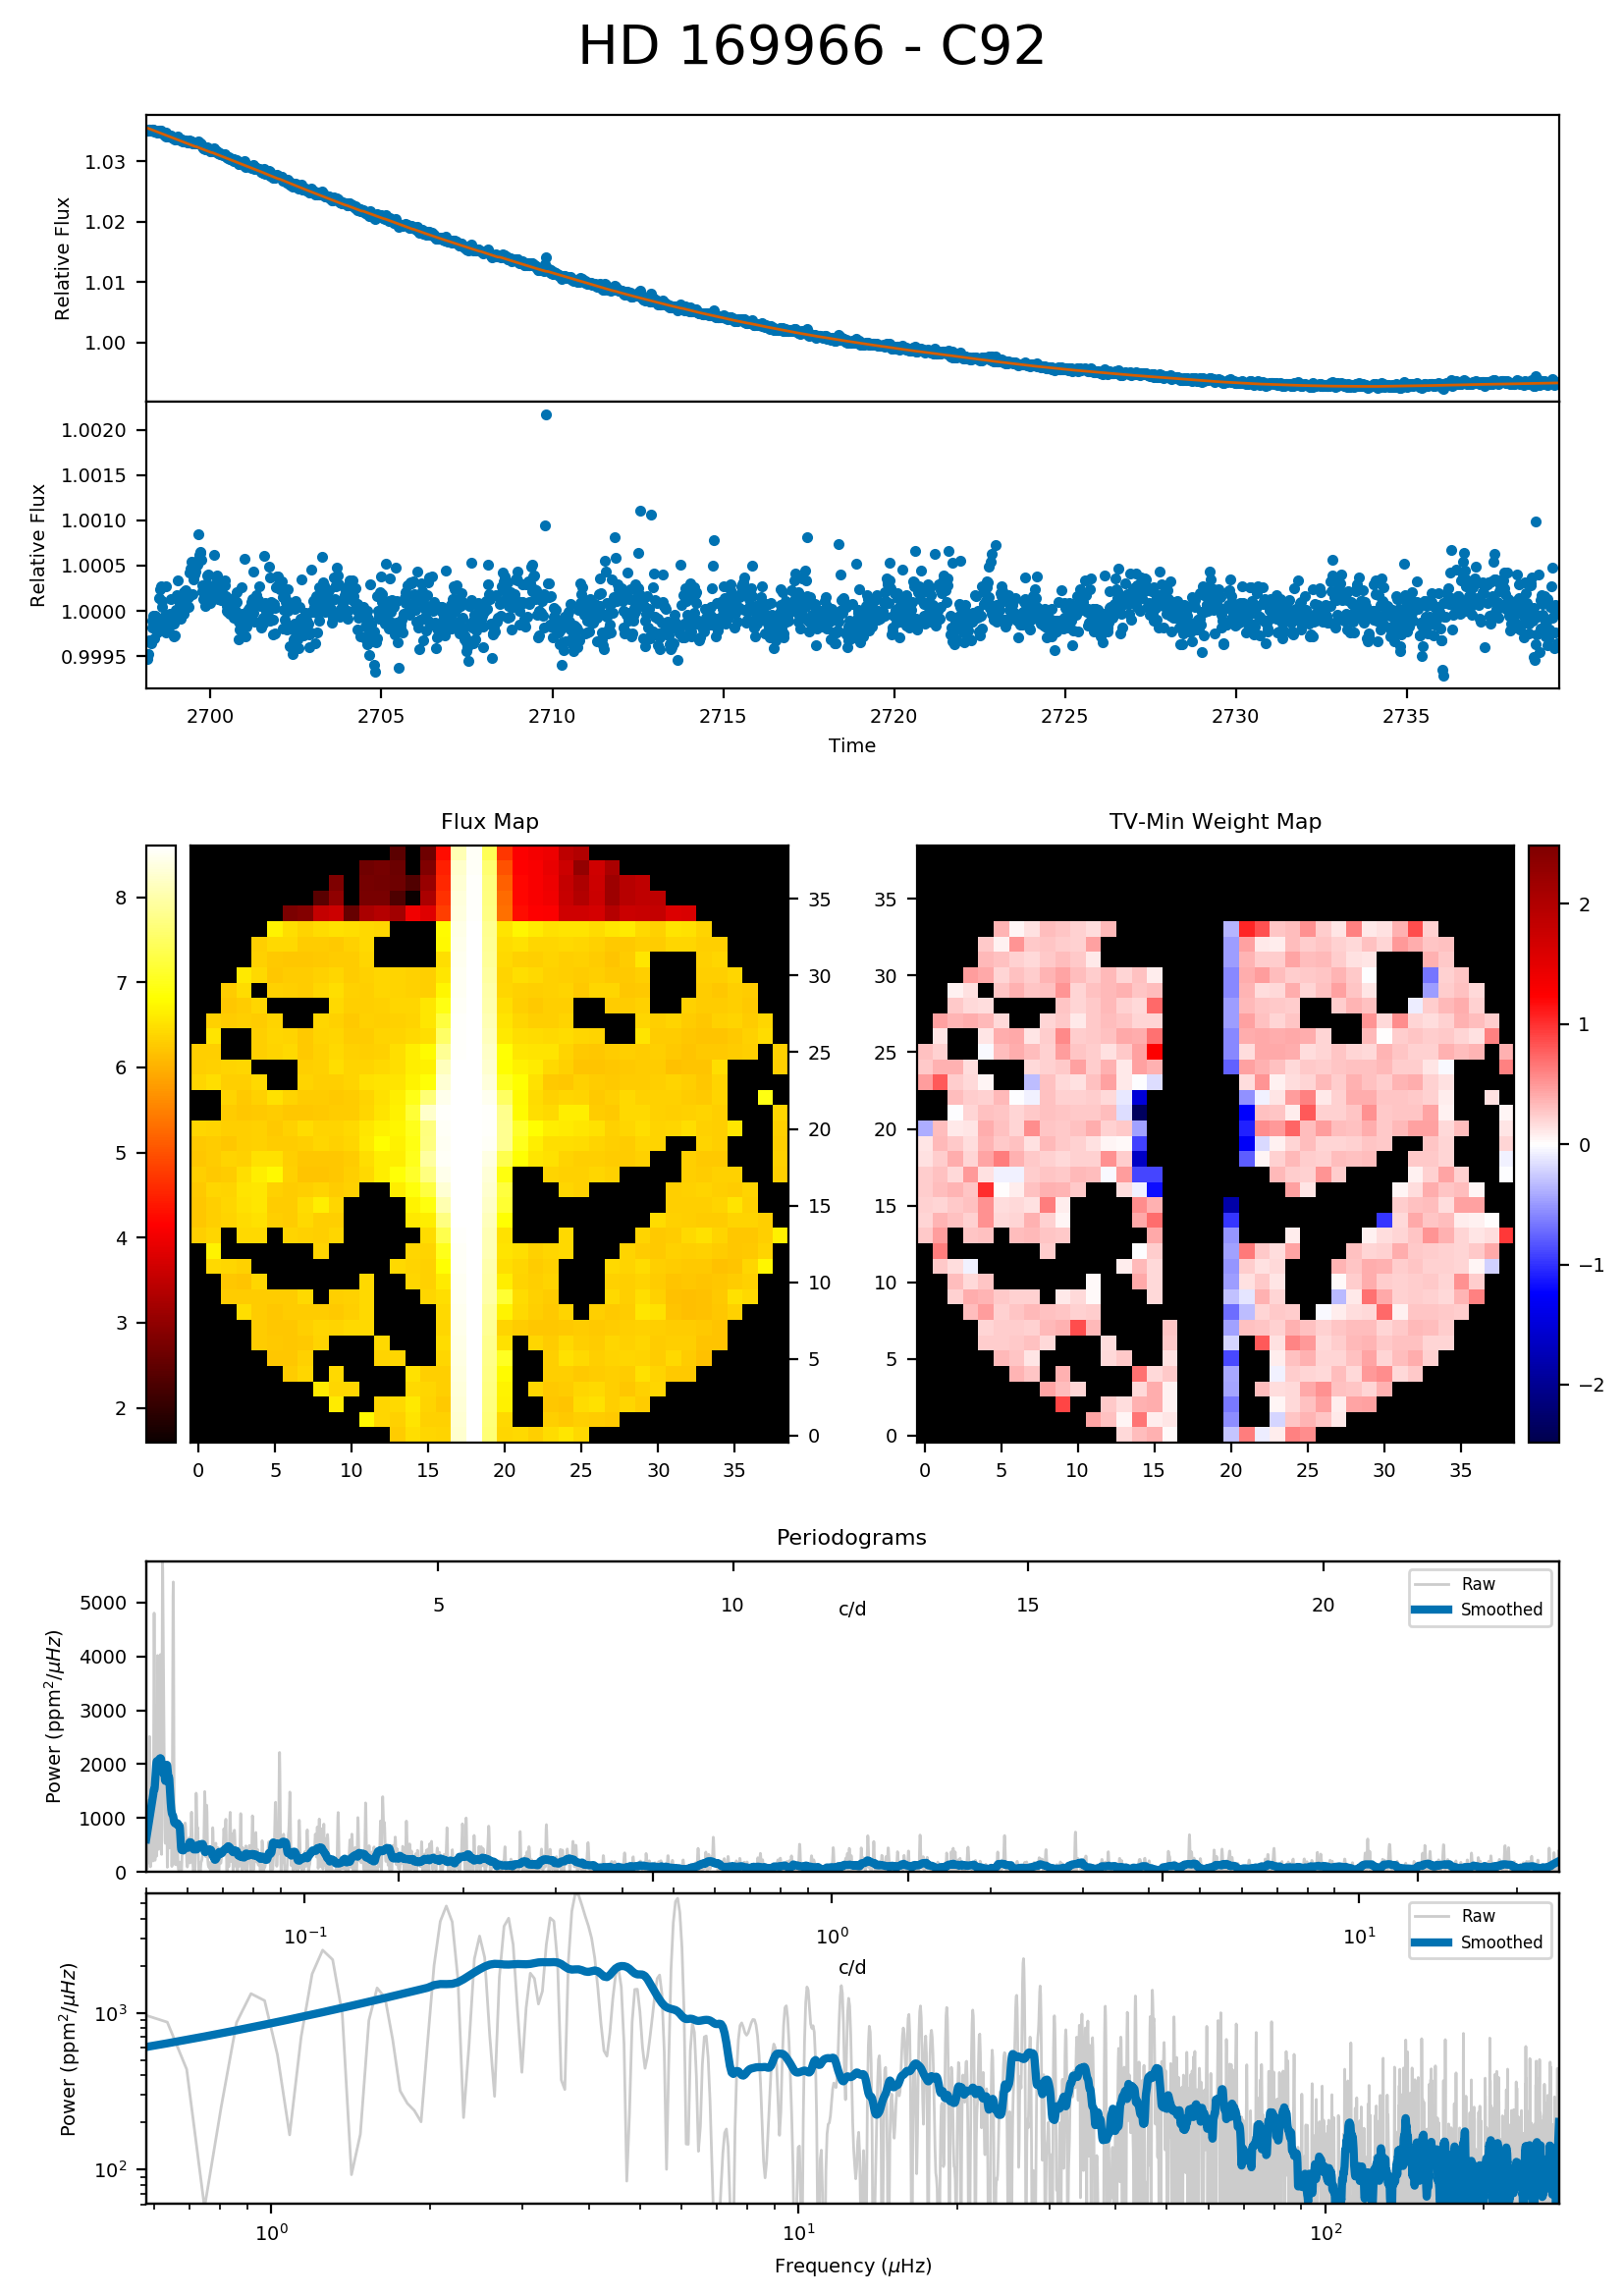 HD 169966 - C92
1.03
1.02
1.01
1.00
Relative Flux
1.0020
1.0015
1.0010
1.0005
1.0000
0.9995
Relative Flux
2700 2705 2710 2715 2720 2725 2730 2735
Time
Flux Map
8
7
6
5
4
3
2
35
30
25
20
15
10
5
0
0 5 10 15 20 25 30 35
TV-Min Weight Map
35
30
25
20
15
10
5
0
0 5 10 15 20 25 30 35
2
1
0
−1
−2
Periodograms
5000
4000
3000
2000
1000
0
Power (ppm²/μHz)
5 10 15 20
c/d
Raw
Smoothed
10³
10²
Power (ppm²/μHz)
10⁻¹ 10⁰ 10¹
c/d
Raw
Smoothed
10⁰ 10¹ 10²
Frequency (μHz)